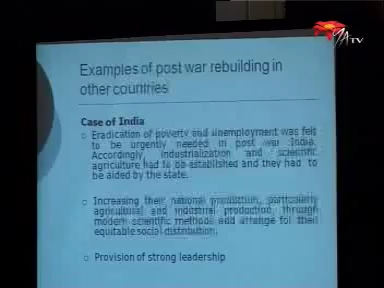 YATV
Examples of post war rebuilding in
other countries
Case of India
Eradication of poverty and unemployment was felt
to be urgently needed in post war India.
Accordingly, industrialization and scientific
agriculture had to be established and they had to
be aided by the state.
Increasing their national production, particularly
agricultural and industrial production, through
modern scientific methods and arrange for their
equitable social distribution.
Provision of strong leadership